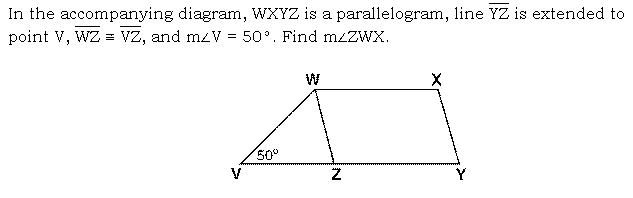 In the accompanying diagram, WXYZ is a parallelogram, line YZ is extended to
point V, WZ ≅ VZ, and m∠V = 50°. Find m∠ZWX.
W X
50°
V Z Y